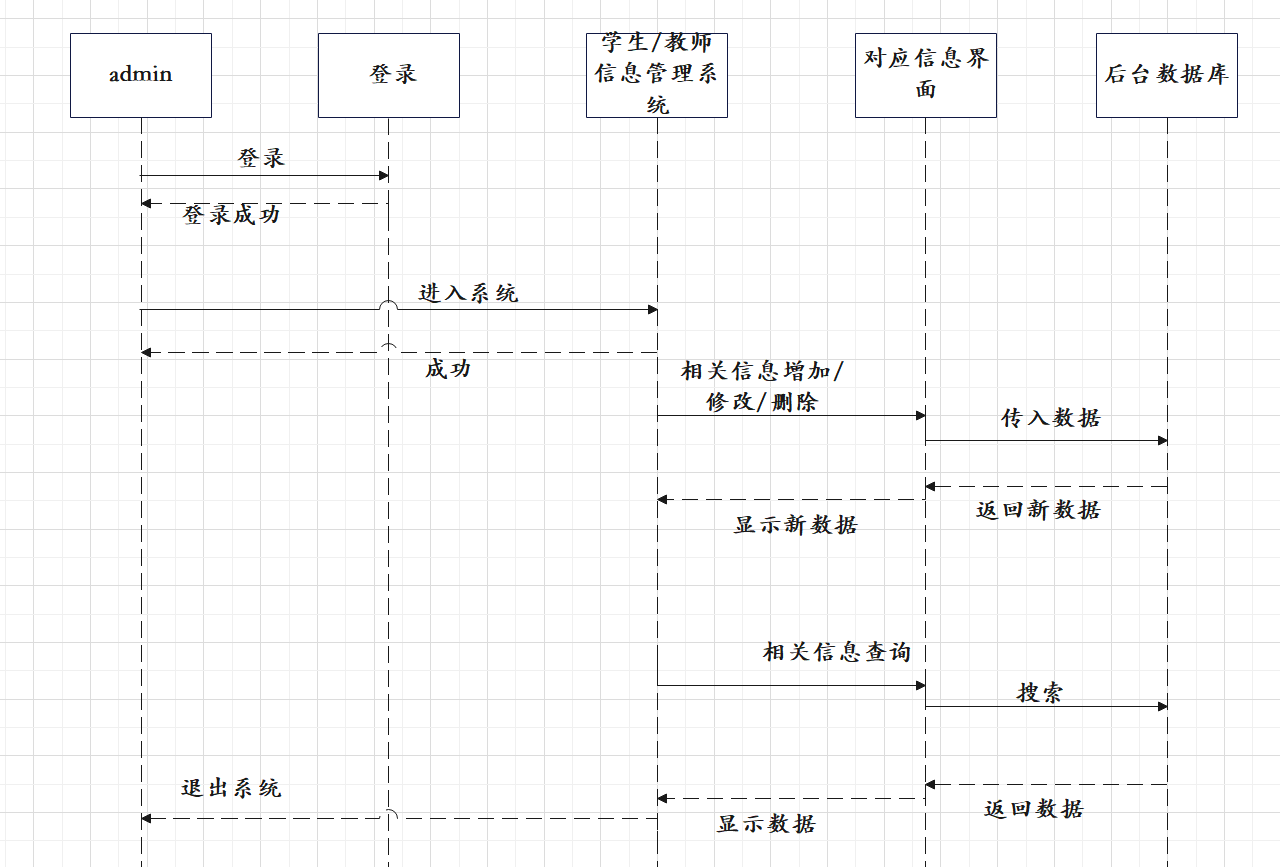 admin
登录
学生/教师
信息管理系
统
对应信息界
面
后台数据库
登录
登录成功
进入系统
成功
相关信息增加/
修改/删除
传入数据
返回新数据
显示新数据
相关信息查询
搜索
退出系统
返回数据
显示数据